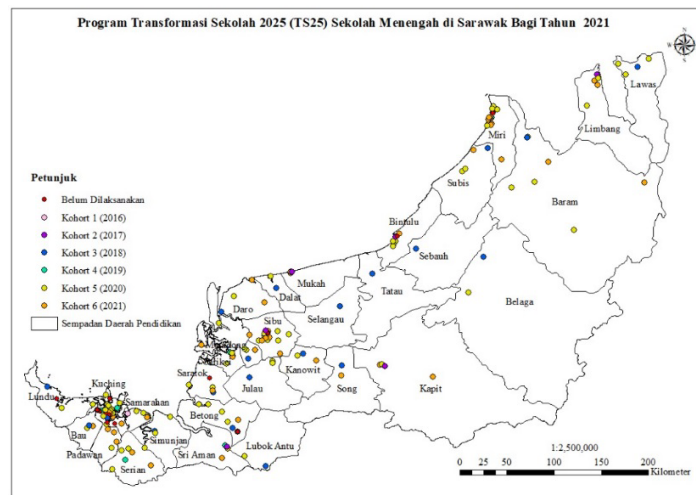 Program Transformasi Sekolah 2025 (TS25) Sekolah Menengah di Sarawak Bagi Tahun 2021
Lawas
Limbang
Miri
Subis
Baram
Bintulu
Sebauh
Mukah
Tatau
Belaga
Dalat
Daro
Selangau
Sibu
Kanowit
Song
Kapit
Julau
Saratok
Betong
Lubok Antu
Sri Aman
Simunjan
Samarahan
Kuching
Lundu
Bau
Padawan
Serian
Petunjuk
Belum Dilaksanakan
Kohort 1 (2016)
Kohort 2 (2017)
Kohort 3 (2018)
Kohort 4 (2019)
Kohort 5 (2020)
Kohort 6 (2021)
Sempadan Daerah Pendidikan
1:2,500,000
0 25 50 100 150 200
Kilometer